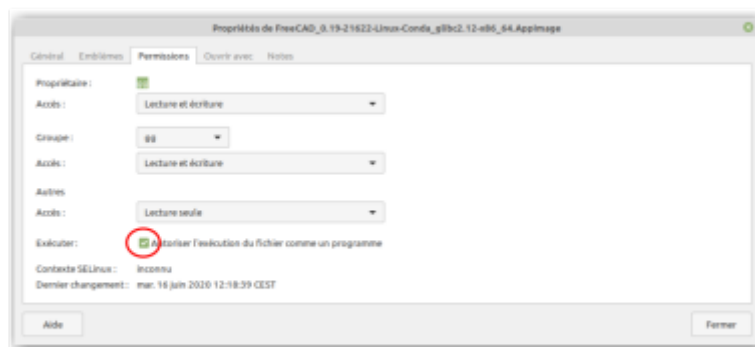 Propriétés de FreeCAD_0.19-21622-Linux-Conda_glibc2.12-x86_64.AppImage
Général Emblèmes Permissions Ouvrir avec Notes
Propriétaire :
Accès : Lecture et écriture
Groupe : gg
Accès : Lecture et écriture
Autres
Accès : Lecture seule
Exécuter : Autoriser l'exécution du fichier comme un programme
Contexte SELinux : inconnu
Dernier changement : mar. 16 juin 2020 12:18:39 CEST
Aide Fermer